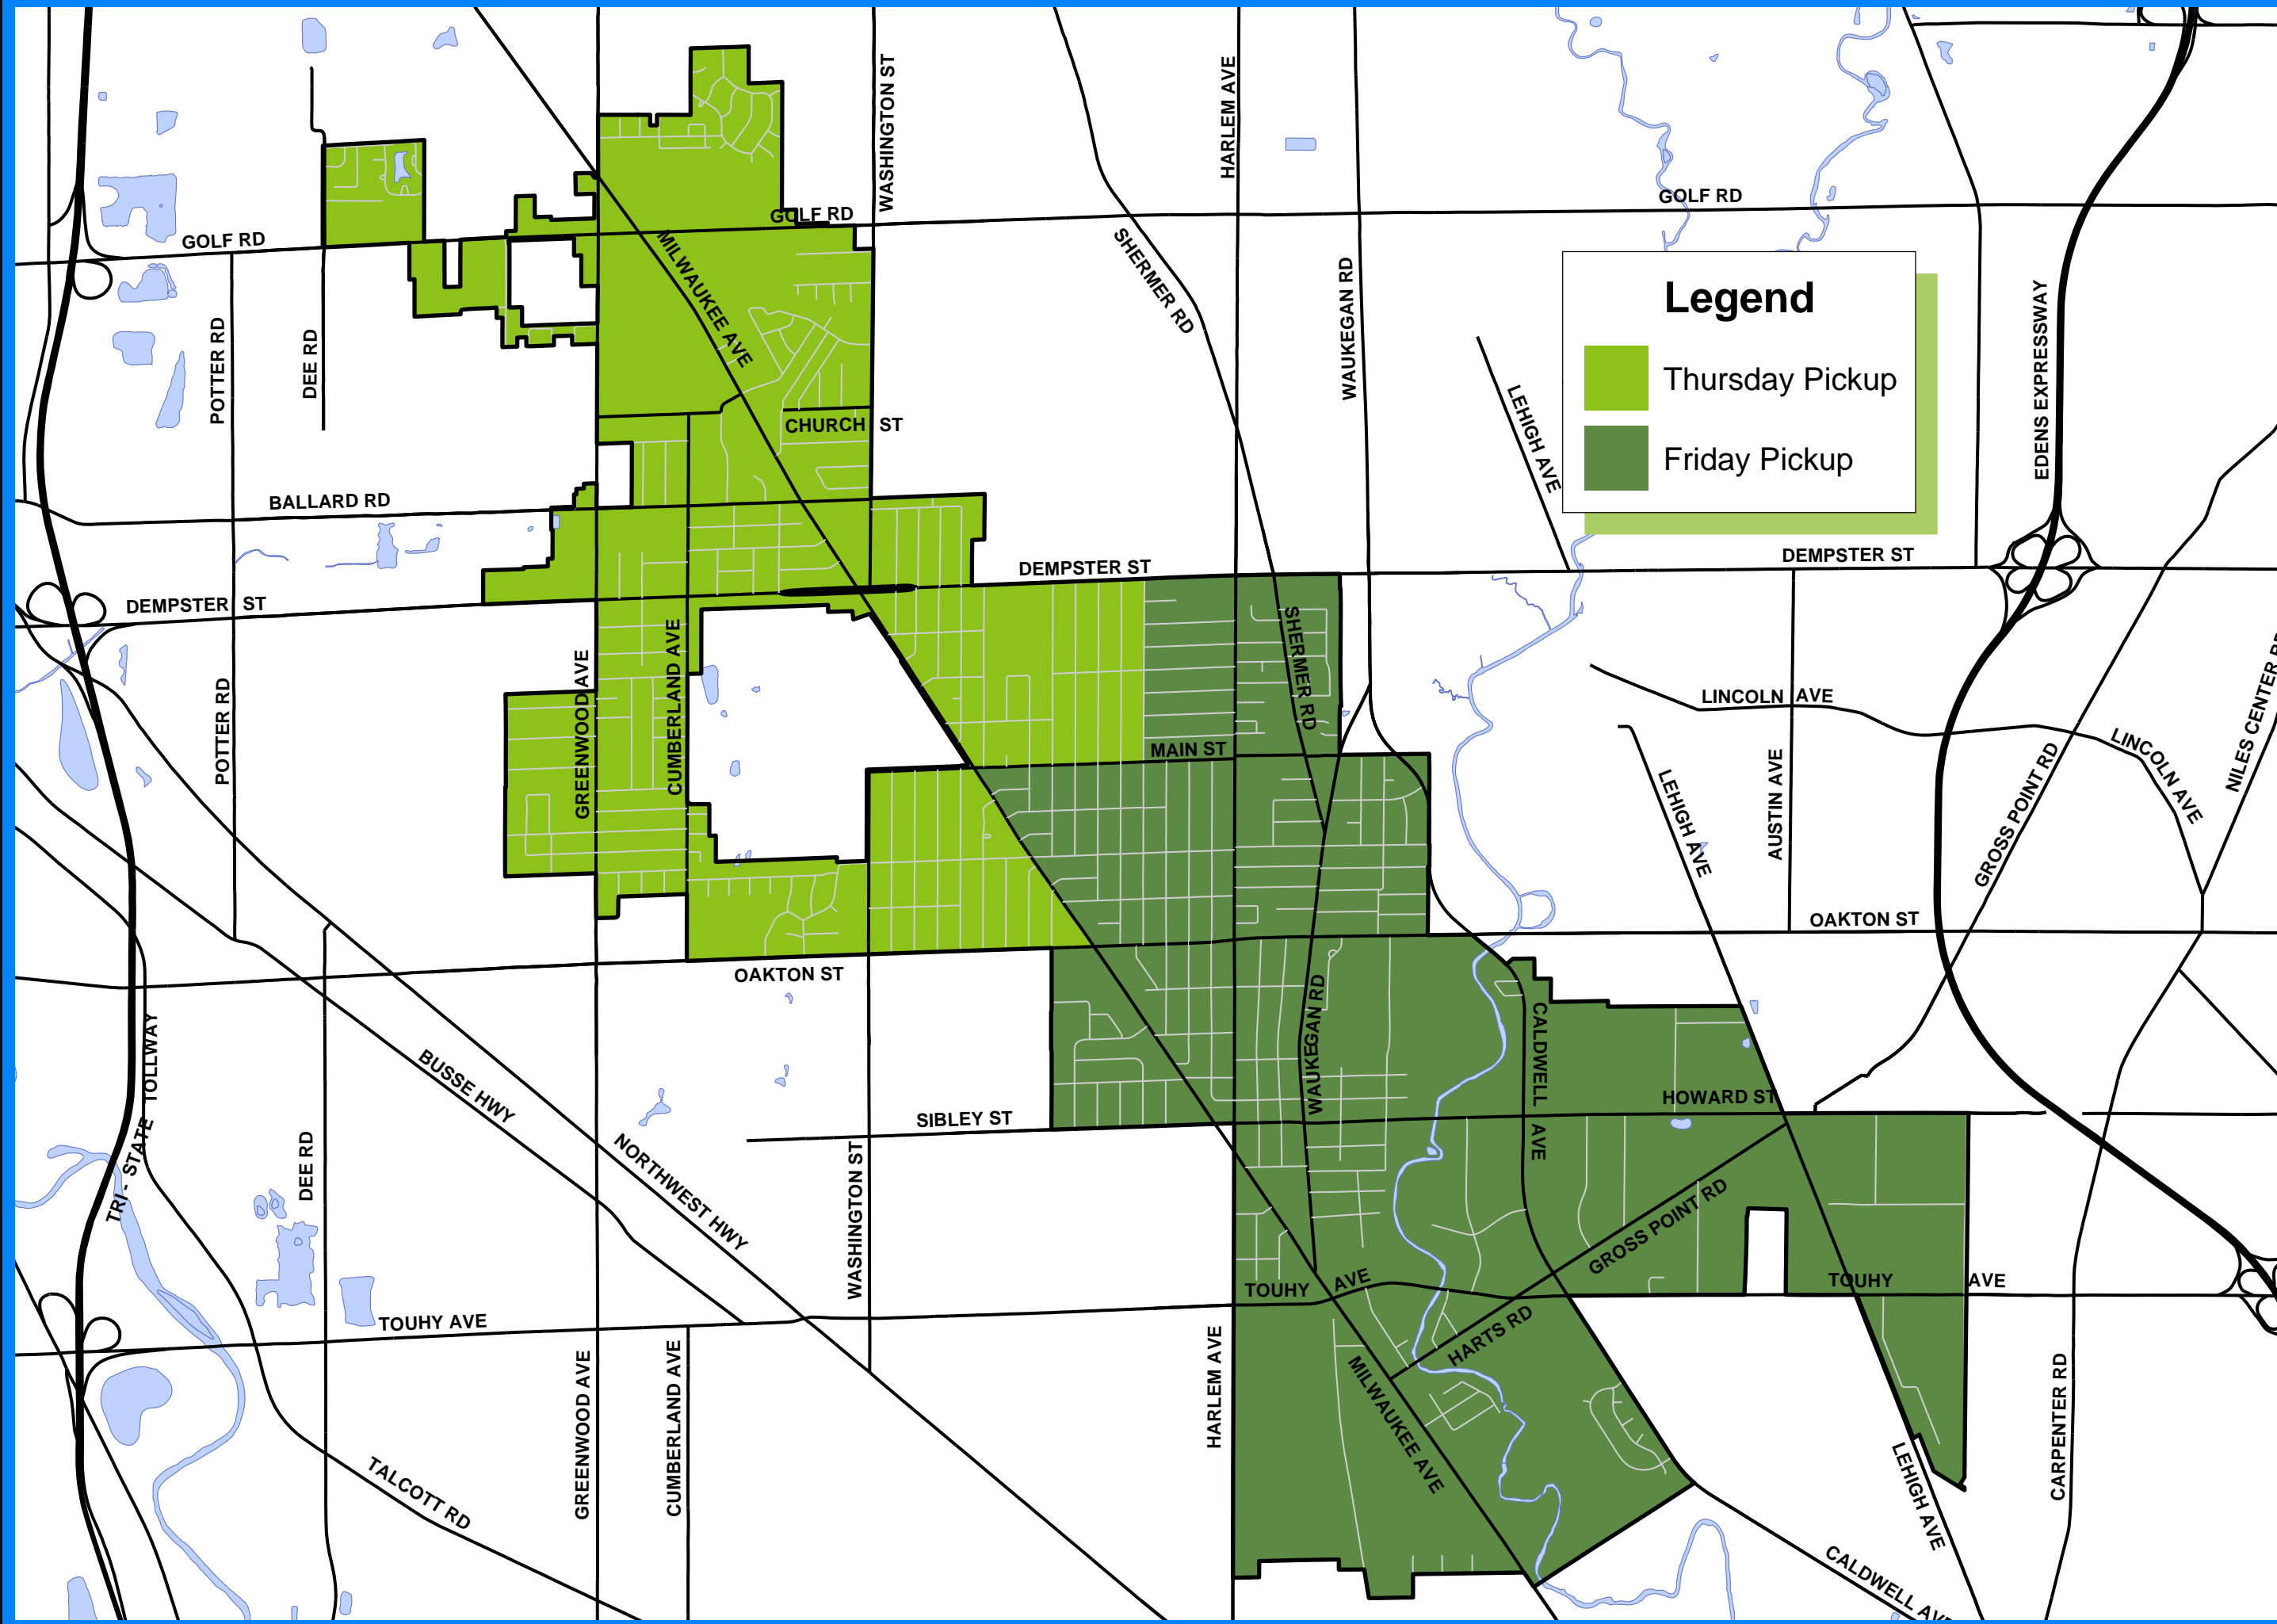 WASHINGTON ST
HARLEM AVE
GOLF RD
GOLF RD
GOLF RD
MILWAUKEE AVE
SHERMER RD
WAUKEGAN RD
Legend
Thursday Pickup
Friday Pickup
EDENS EXPRESSWAY
POTTER RD
DEE RD
LEHIGH AVE
CHURCH ST
BALLARD RD
DEMPSTER ST
DEMPSTER ST
DEMPSTER ST
GREENWOOD AVE
CUMBERLAND AVE
SHERMER RD
POTTER RD
LINCOLN AVE
LINCOLN AVE
NILES CENTER
MAIN ST
AUSTIN AVE
LEHIGH AVE
GROSS POINT RD
OAKTON ST
OAKTON ST
TRI - STATE TOLLWAY
BUSSE HWY
WAUKEGAN RD
CALDWELL AVE
HOWARD ST
SIBLEY ST
DEE RD
NORTHWEST HWY
WASHINGTON ST
GROSS POINT RD
TOUHY AVE
TOUHY AVE
TOUHY AVE
HARTS RD
GREENWOOD AVE
CUMBERLAND AVE
HARLEM AVE
MILWAUKEE AVE
CARPENTER RD
LEHIGH AVE
TALCOTT RD
CALDWELL